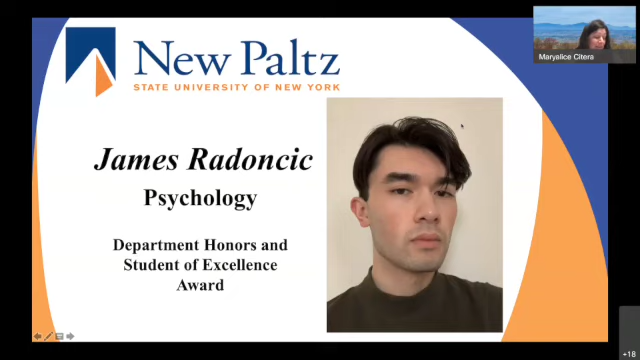 New Paltz
STATE UNIVERSITY OF NEW YORK
James Radoncic
Psychology
Department Honors and
Student of Excellence
Award
Maryalice Citera
+18